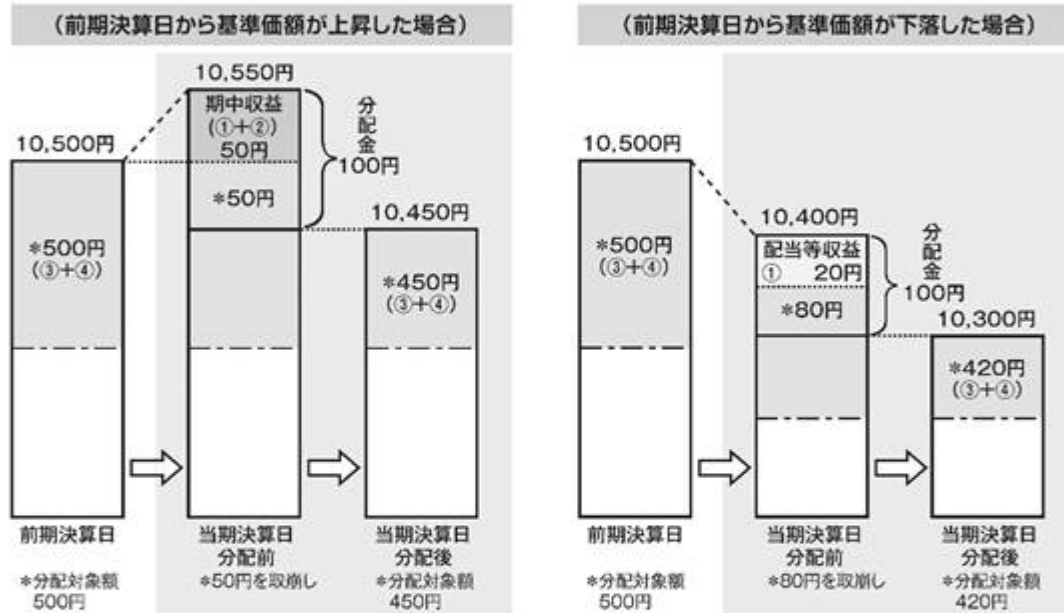 (前期決算日から基準価額が上昇した場合)
10,550円
期中収益
(①+②)
50円
*50円
分配金
100円
10,500円
*500円
(③+④)
10,450円
*450円
(③+④)
前期決算日
当期決算日
分配前
当期決算日
分配後
*分配対象額
500円
*50円を取崩し
*分配対象額
450円
(前期決算日から基準価額が下落した場合)
10,500円
*500円
(③+④)
10,400円
配当等収益
① 20円
*80円
分配金
100円
10,300円
*420円
(③+④)
前期決算日
当期決算日
分配前
当期決算日
分配後
*分配対象額
500円
*80円を取崩し
*分配対象額
420円